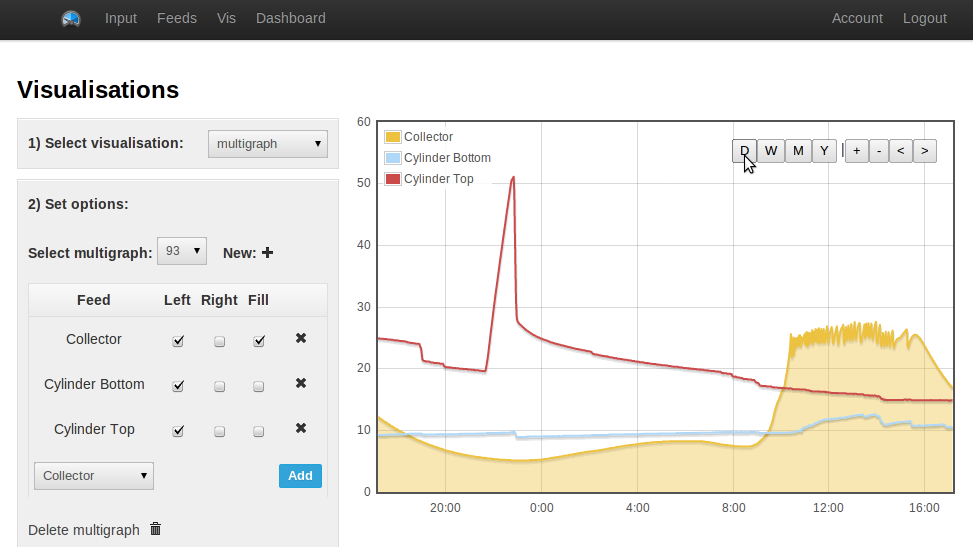 Input Feeds Vis Dashboard Account Logout
Visualisations
1) Select visualisation: multigraph
2) Set options:
Select multigraph: 93 New:
Feed Left Right Fill
Collector
Cylinder Bottom
Cylinder Top
Collector Add
Delete multigraph
Collector
Cylinder Bottom
Cylinder Top
D W M Y | + - < >
60
50
40
30
20
10
0
20:00 0:00 4:00 8:00 12:00 16:00